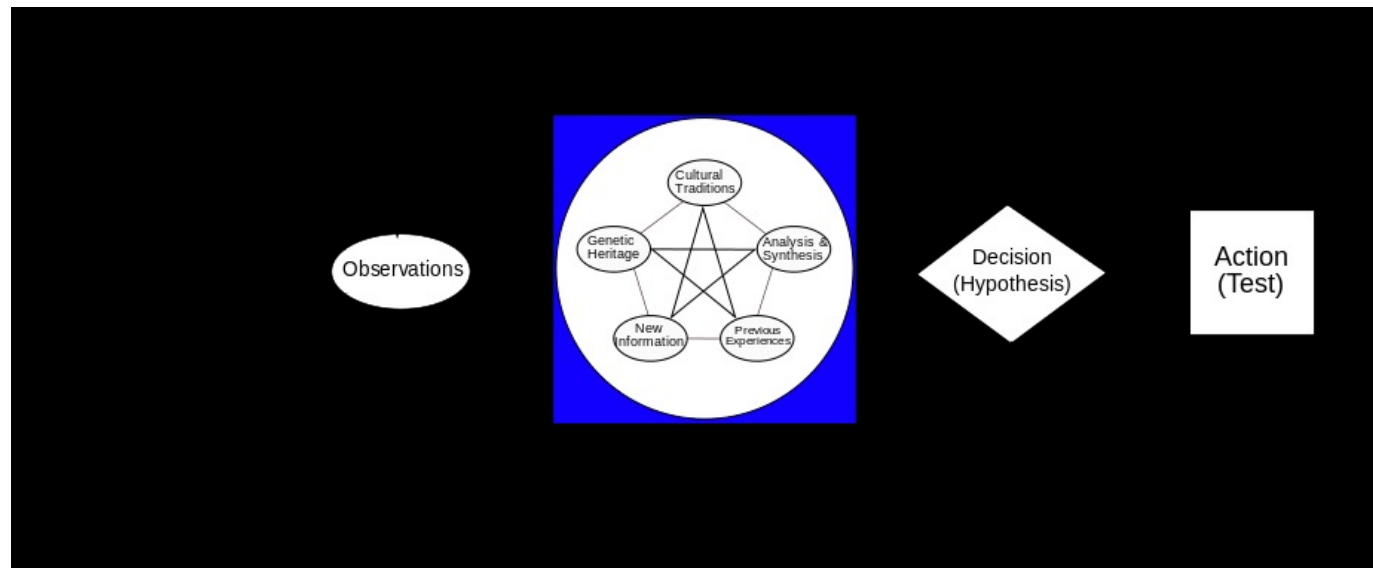 Observations
Cultural
Traditions
Genetic
Heritage
Analysis &
Synthesis
New
Information
Previous
Experiences
Decision
(Hypothesis)
Action
(Test)